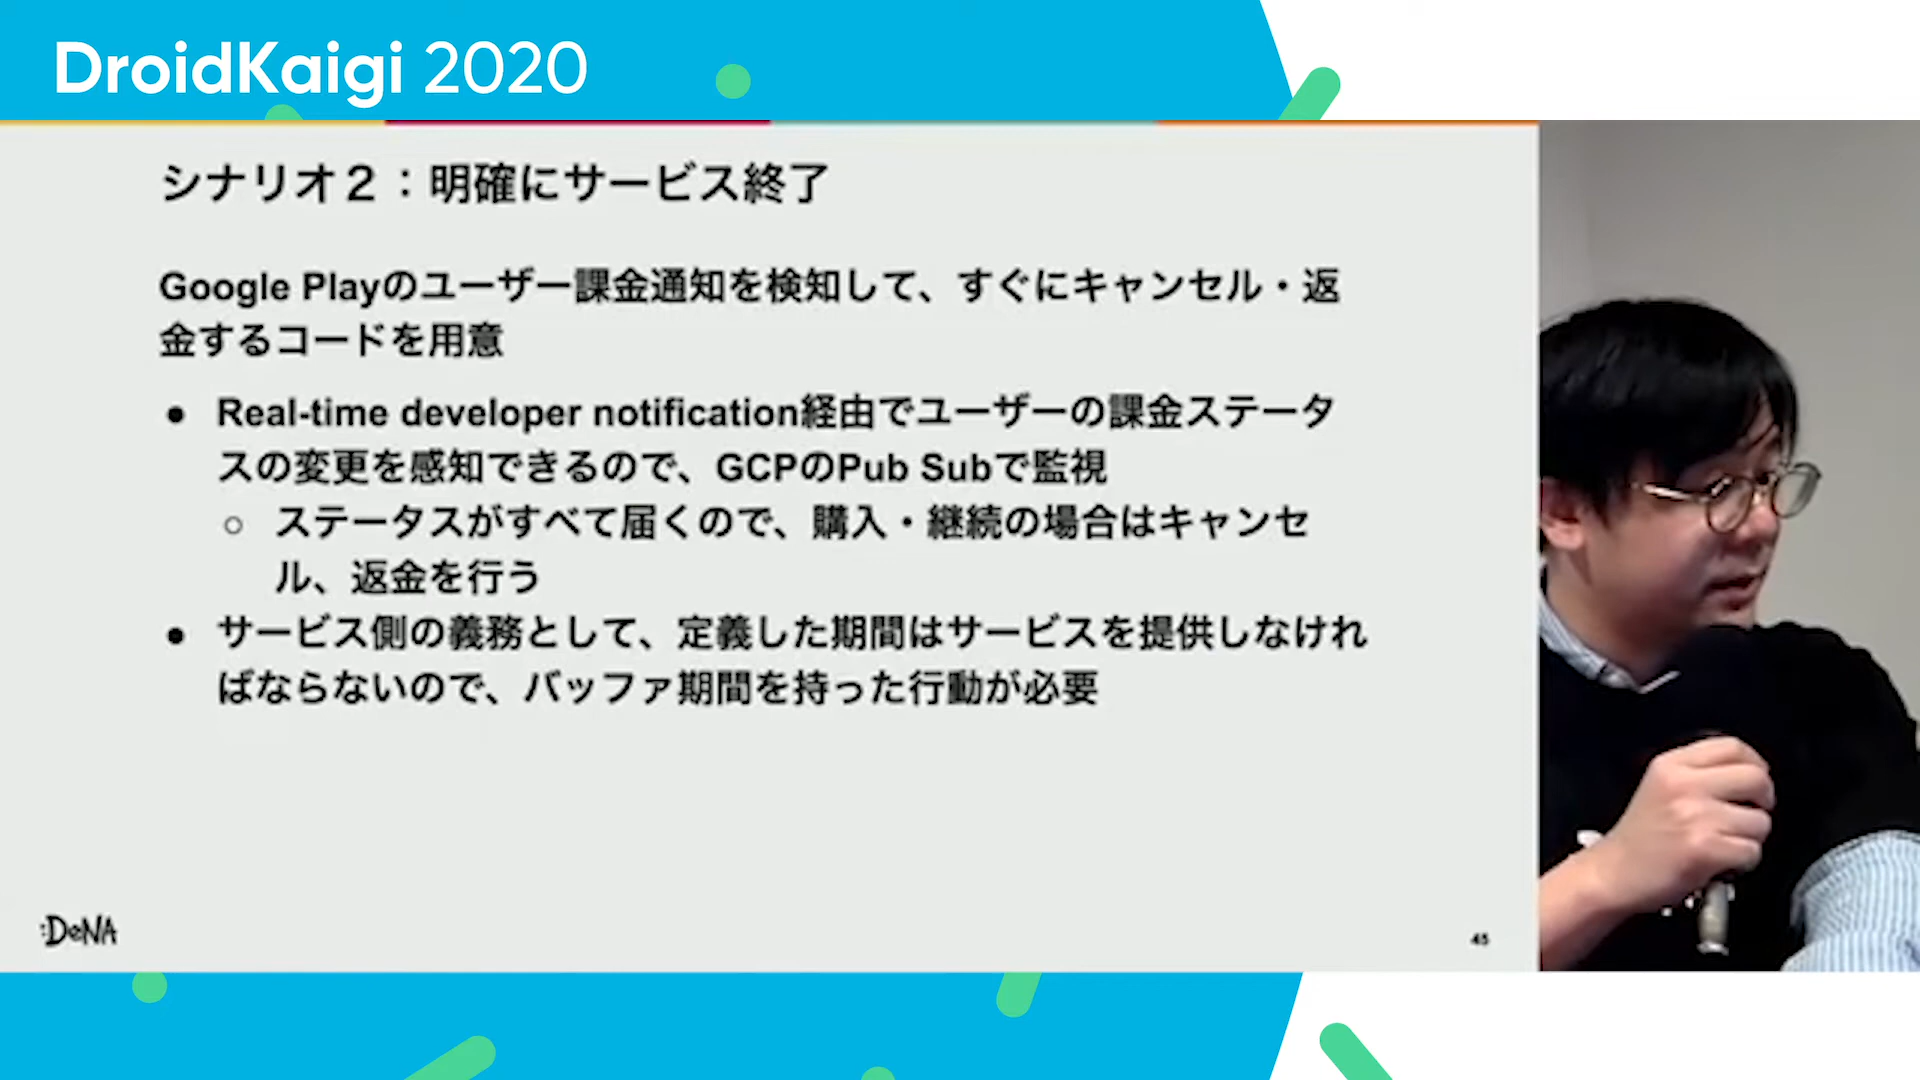 DroidKaigi 2020
シナリオ２：明確にサービス終了
Google Playのユーザー課金通知を検知して、すぐにキャンセル・返
金するコードを用意
● Real-time developer notification経由でユーザーの課金ステータ
スの変更を感知できるので、GCPのPub Subで監視
○ ステータスがすべて届くので、購入・継続の場合はキャンセ
ル、返金を行う
● サービス側の義務として、定義した期間はサービスを提供しなけれ
ばならないので、バッファ期間を持った行動が必要
:DeNA
45